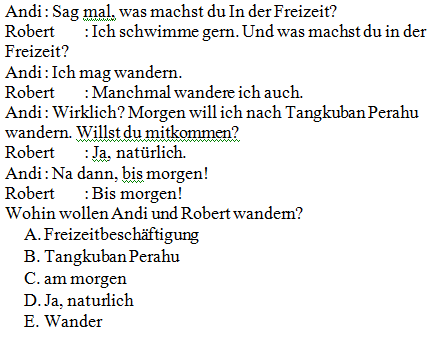 Andi : Sag mal, was machst du In der Freizeit?
Robert : Ich schwimme gern. Und was machst du in der
Freizeit?
Andi : Ich mag wandern.
Robert : Manchmal wandere ich auch.
Andi : Wirklich? Morgen will ich nach Tangkuban Perahu
wandern. Willst du mitkommen?
Robert : Ja, natürlich.
Andi : Na dann, bis morgen!
Robert : Bis morgen!
Wohin wollen Andi und Robert wandern?
A. Freizeitbeschäftigung
B. Tangkuban Perahu
C. am morgen
D. Ja, naturlich
E. Wander